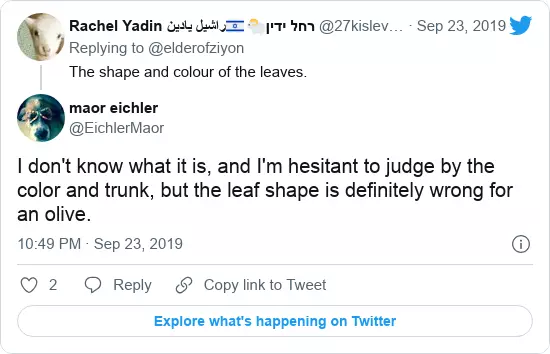 Rachel Yadin راشيل يادين🇮🇱🌤️רחל ידין @27kislev… · Sep 23, 2019
Replying to @elderofziyon
The shape and colour of the leaves.
maor eichler
@EichlerMaor
I don't know what it is, and I'm hesitant to judge by the
color and trunk, but the leaf shape is definitely wrong for
an olive.
10:49 PM · Sep 23, 2019
2 Reply Copy link to Tweet
Explore what's happening on Twitter